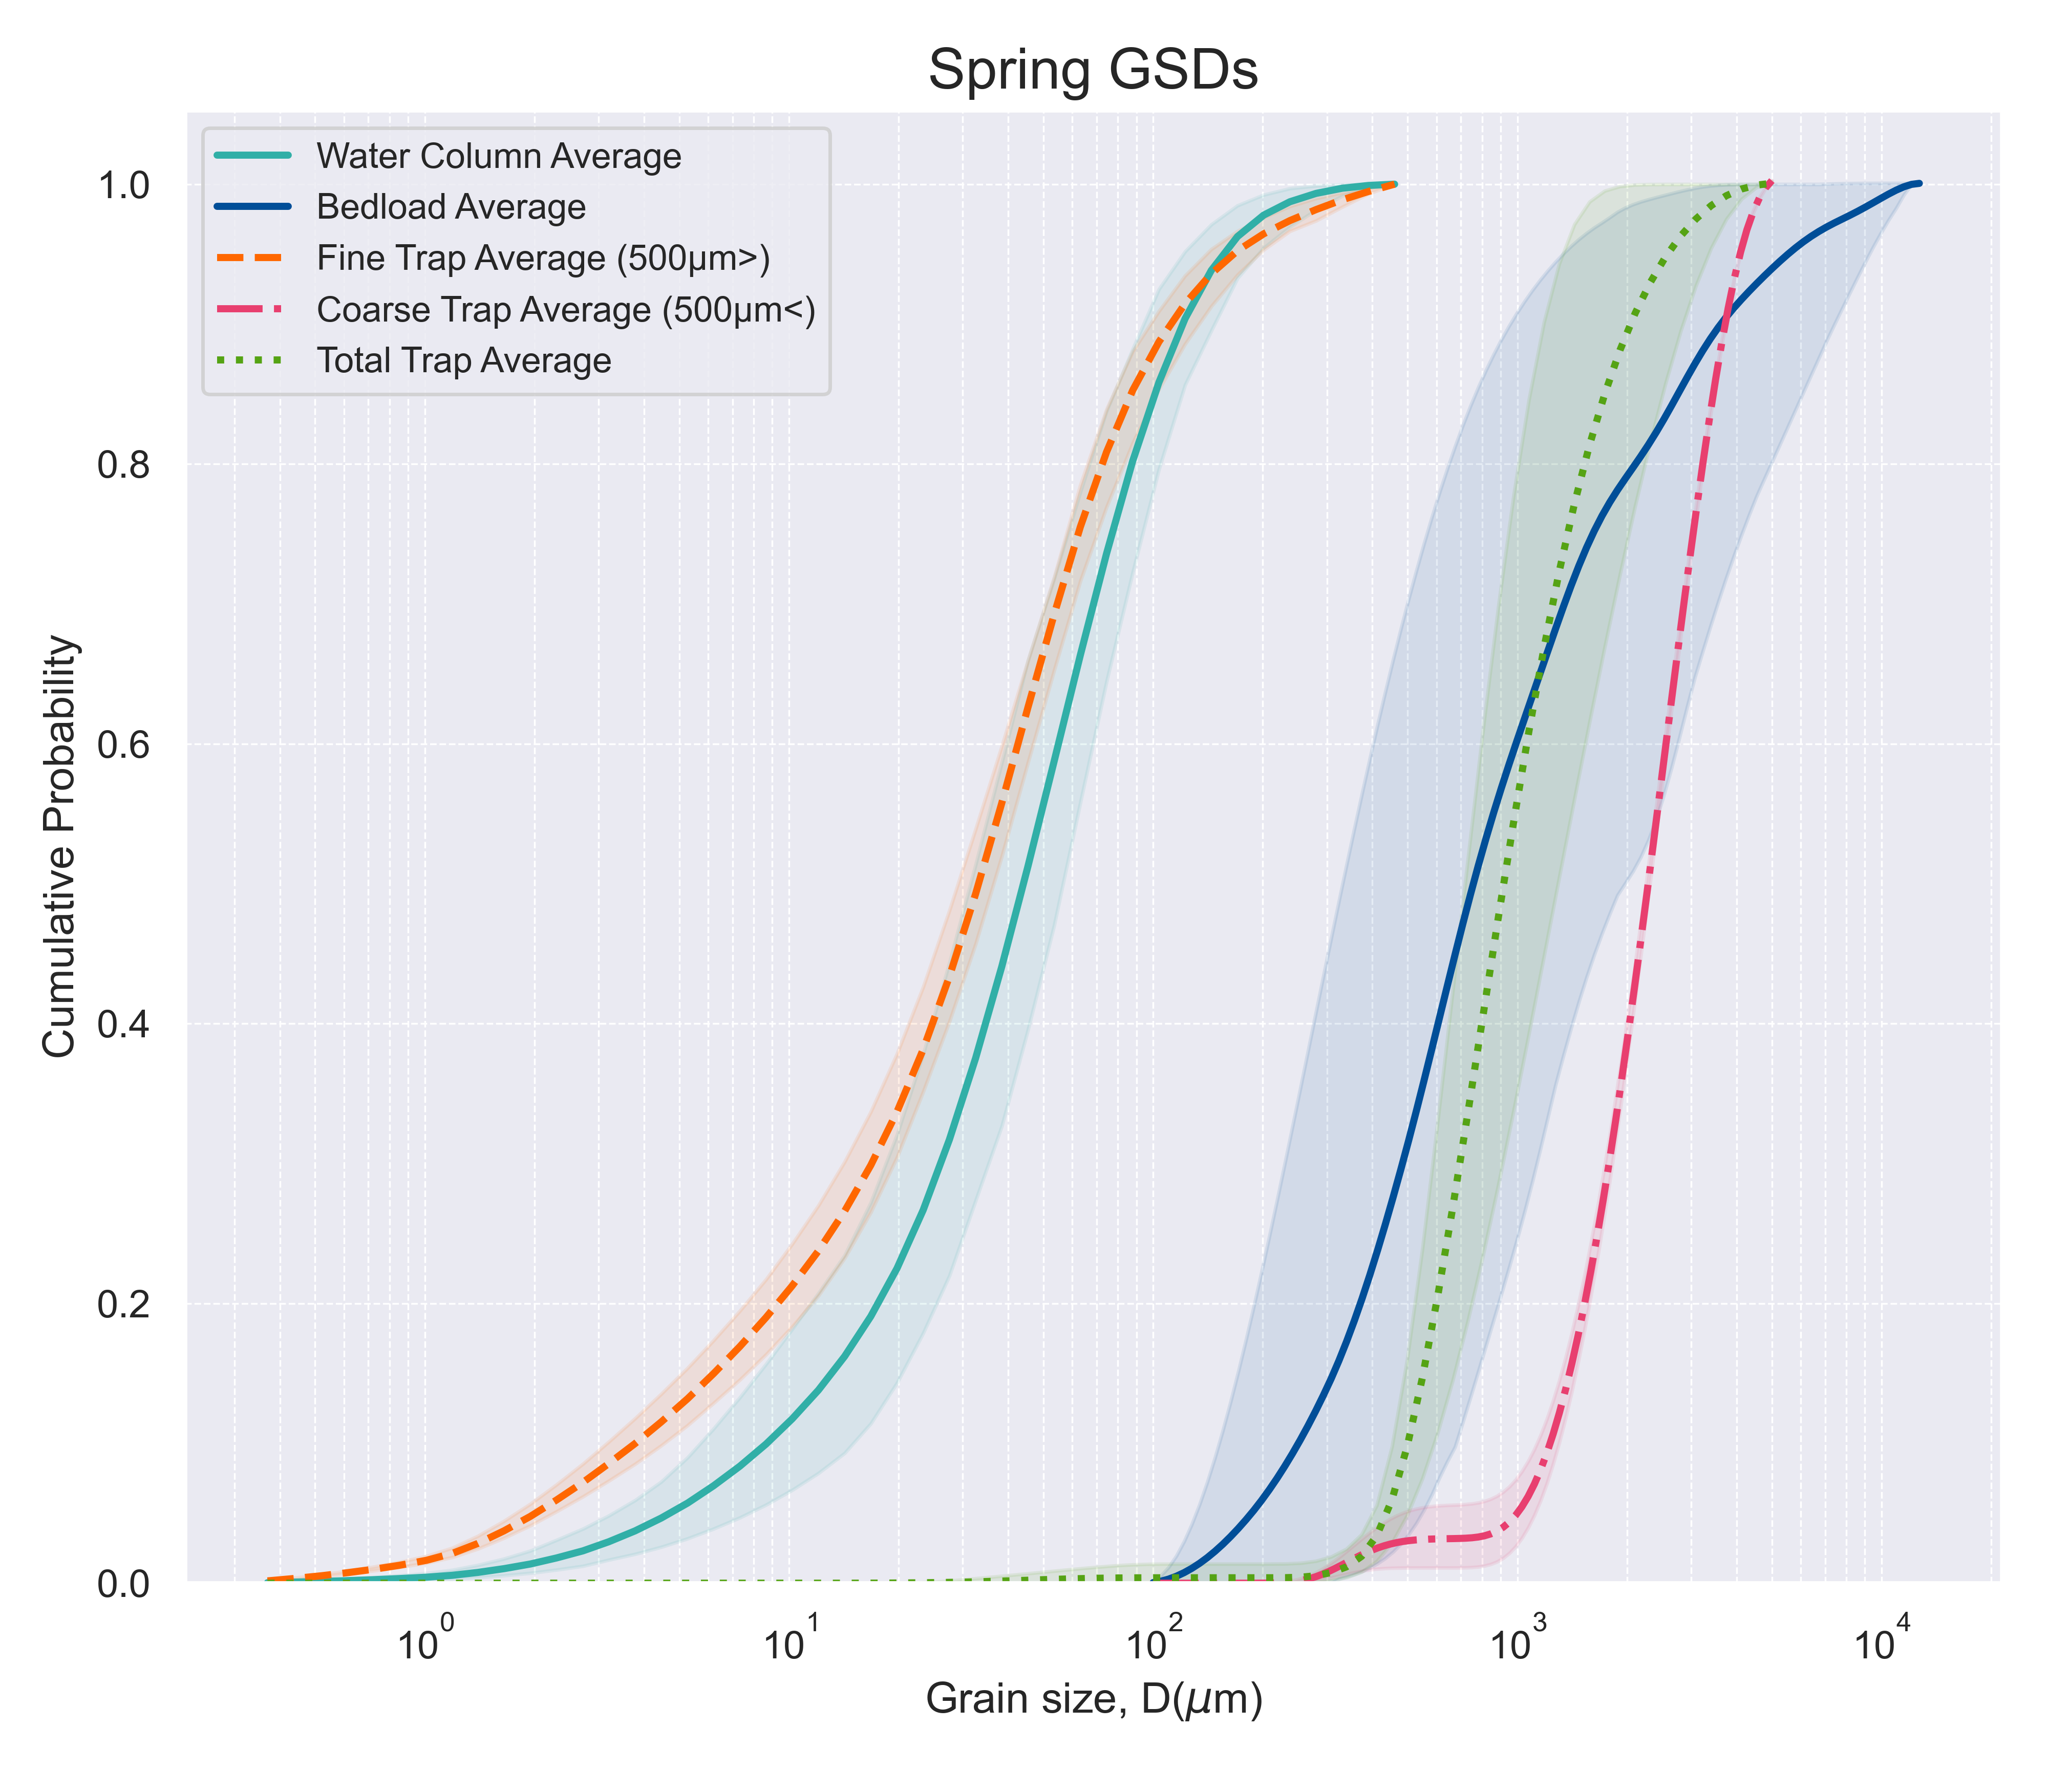 Spring GSDs
Water Column Average
Bedload Average
Fine Trap Average (500μm>)
Coarse Trap Average (500μm<)
Total Trap Average
Cumulative Probability
1.0
0.8
0.6
0.4
0.2
0.0
10⁰ 10¹ 10² 10³ 10⁴
Grain size, D(μm)